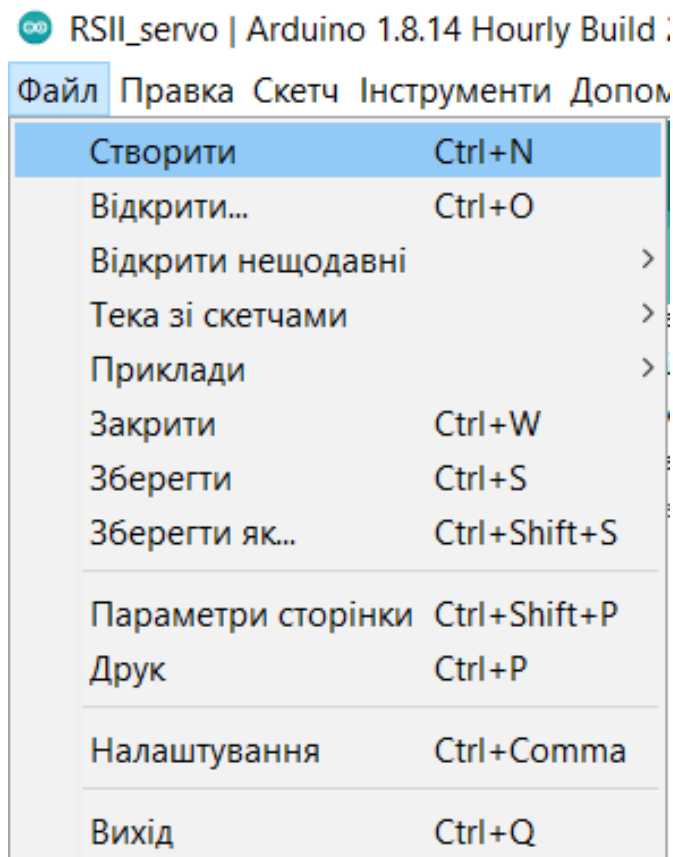 RSII_servo | Arduino 1.8.14 Hourly Build
Файл Правка Скетч Інструменти
Створити Ctrl+N
Відкрити... Ctrl+O
Відкрити нещодавні
Тека зі скетчами
Приклади
Закрити Ctrl+W
Зберегти Ctrl+S
Зберегти як... Ctrl+Shift+S
Параметри сторінки Ctrl+Shift+P
Друк Ctrl+P
Налаштування Ctrl+Comma
Вихід Ctrl+Q